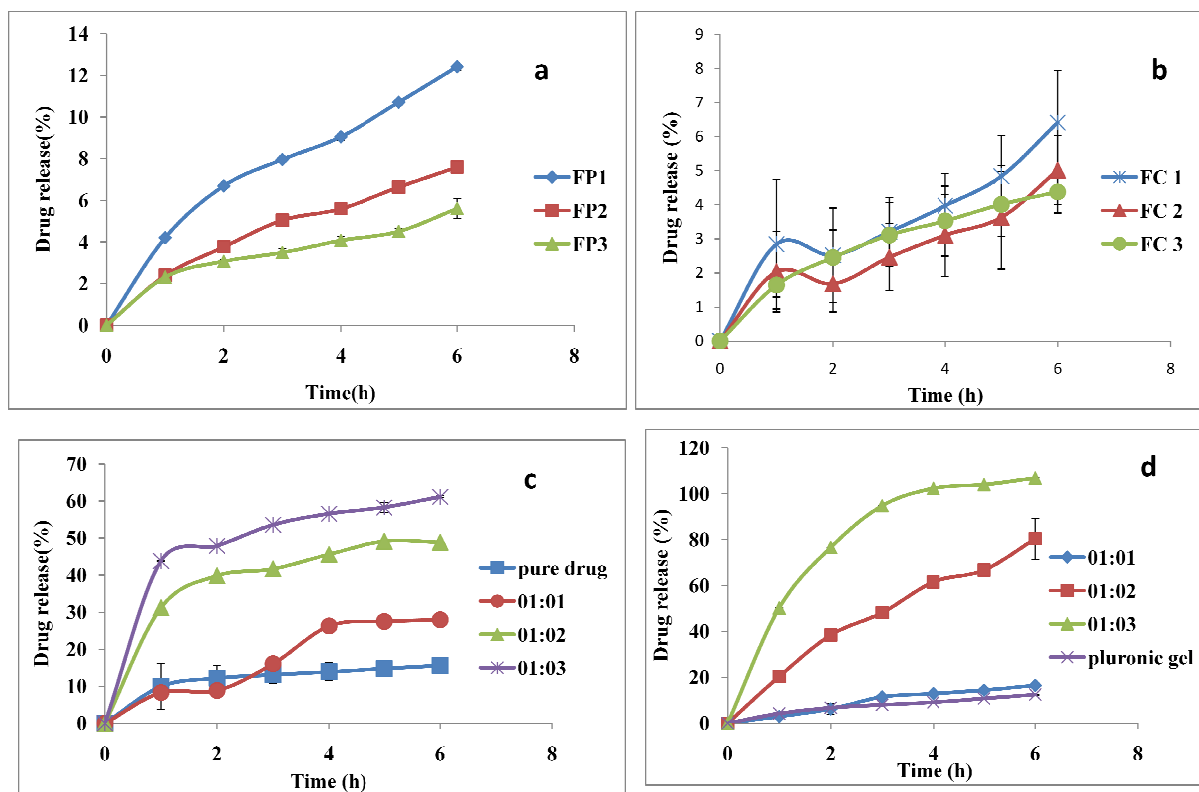 a
14
12
10
8
6
4
2
0
Drug release(%)
0 2 4 6 8
Time(h)
FP1
FP2
FP3
b
9
8
7
6
5
4
3
2
1
0
Drug release (%)
0 2 4 6 8
Time (h)
FC 1
FC 2
FC 3
c
70
60
50
40
30
20
10
0
Drug release(%)
0 2 4 6 8
Time (h)
pure drug
01:01
01:02
01:03
d
120
100
80
60
40
20
0
Drug release (%)
0 2 4 6 8
Time (h)
01:01
01:02
01:03
pluronic gel